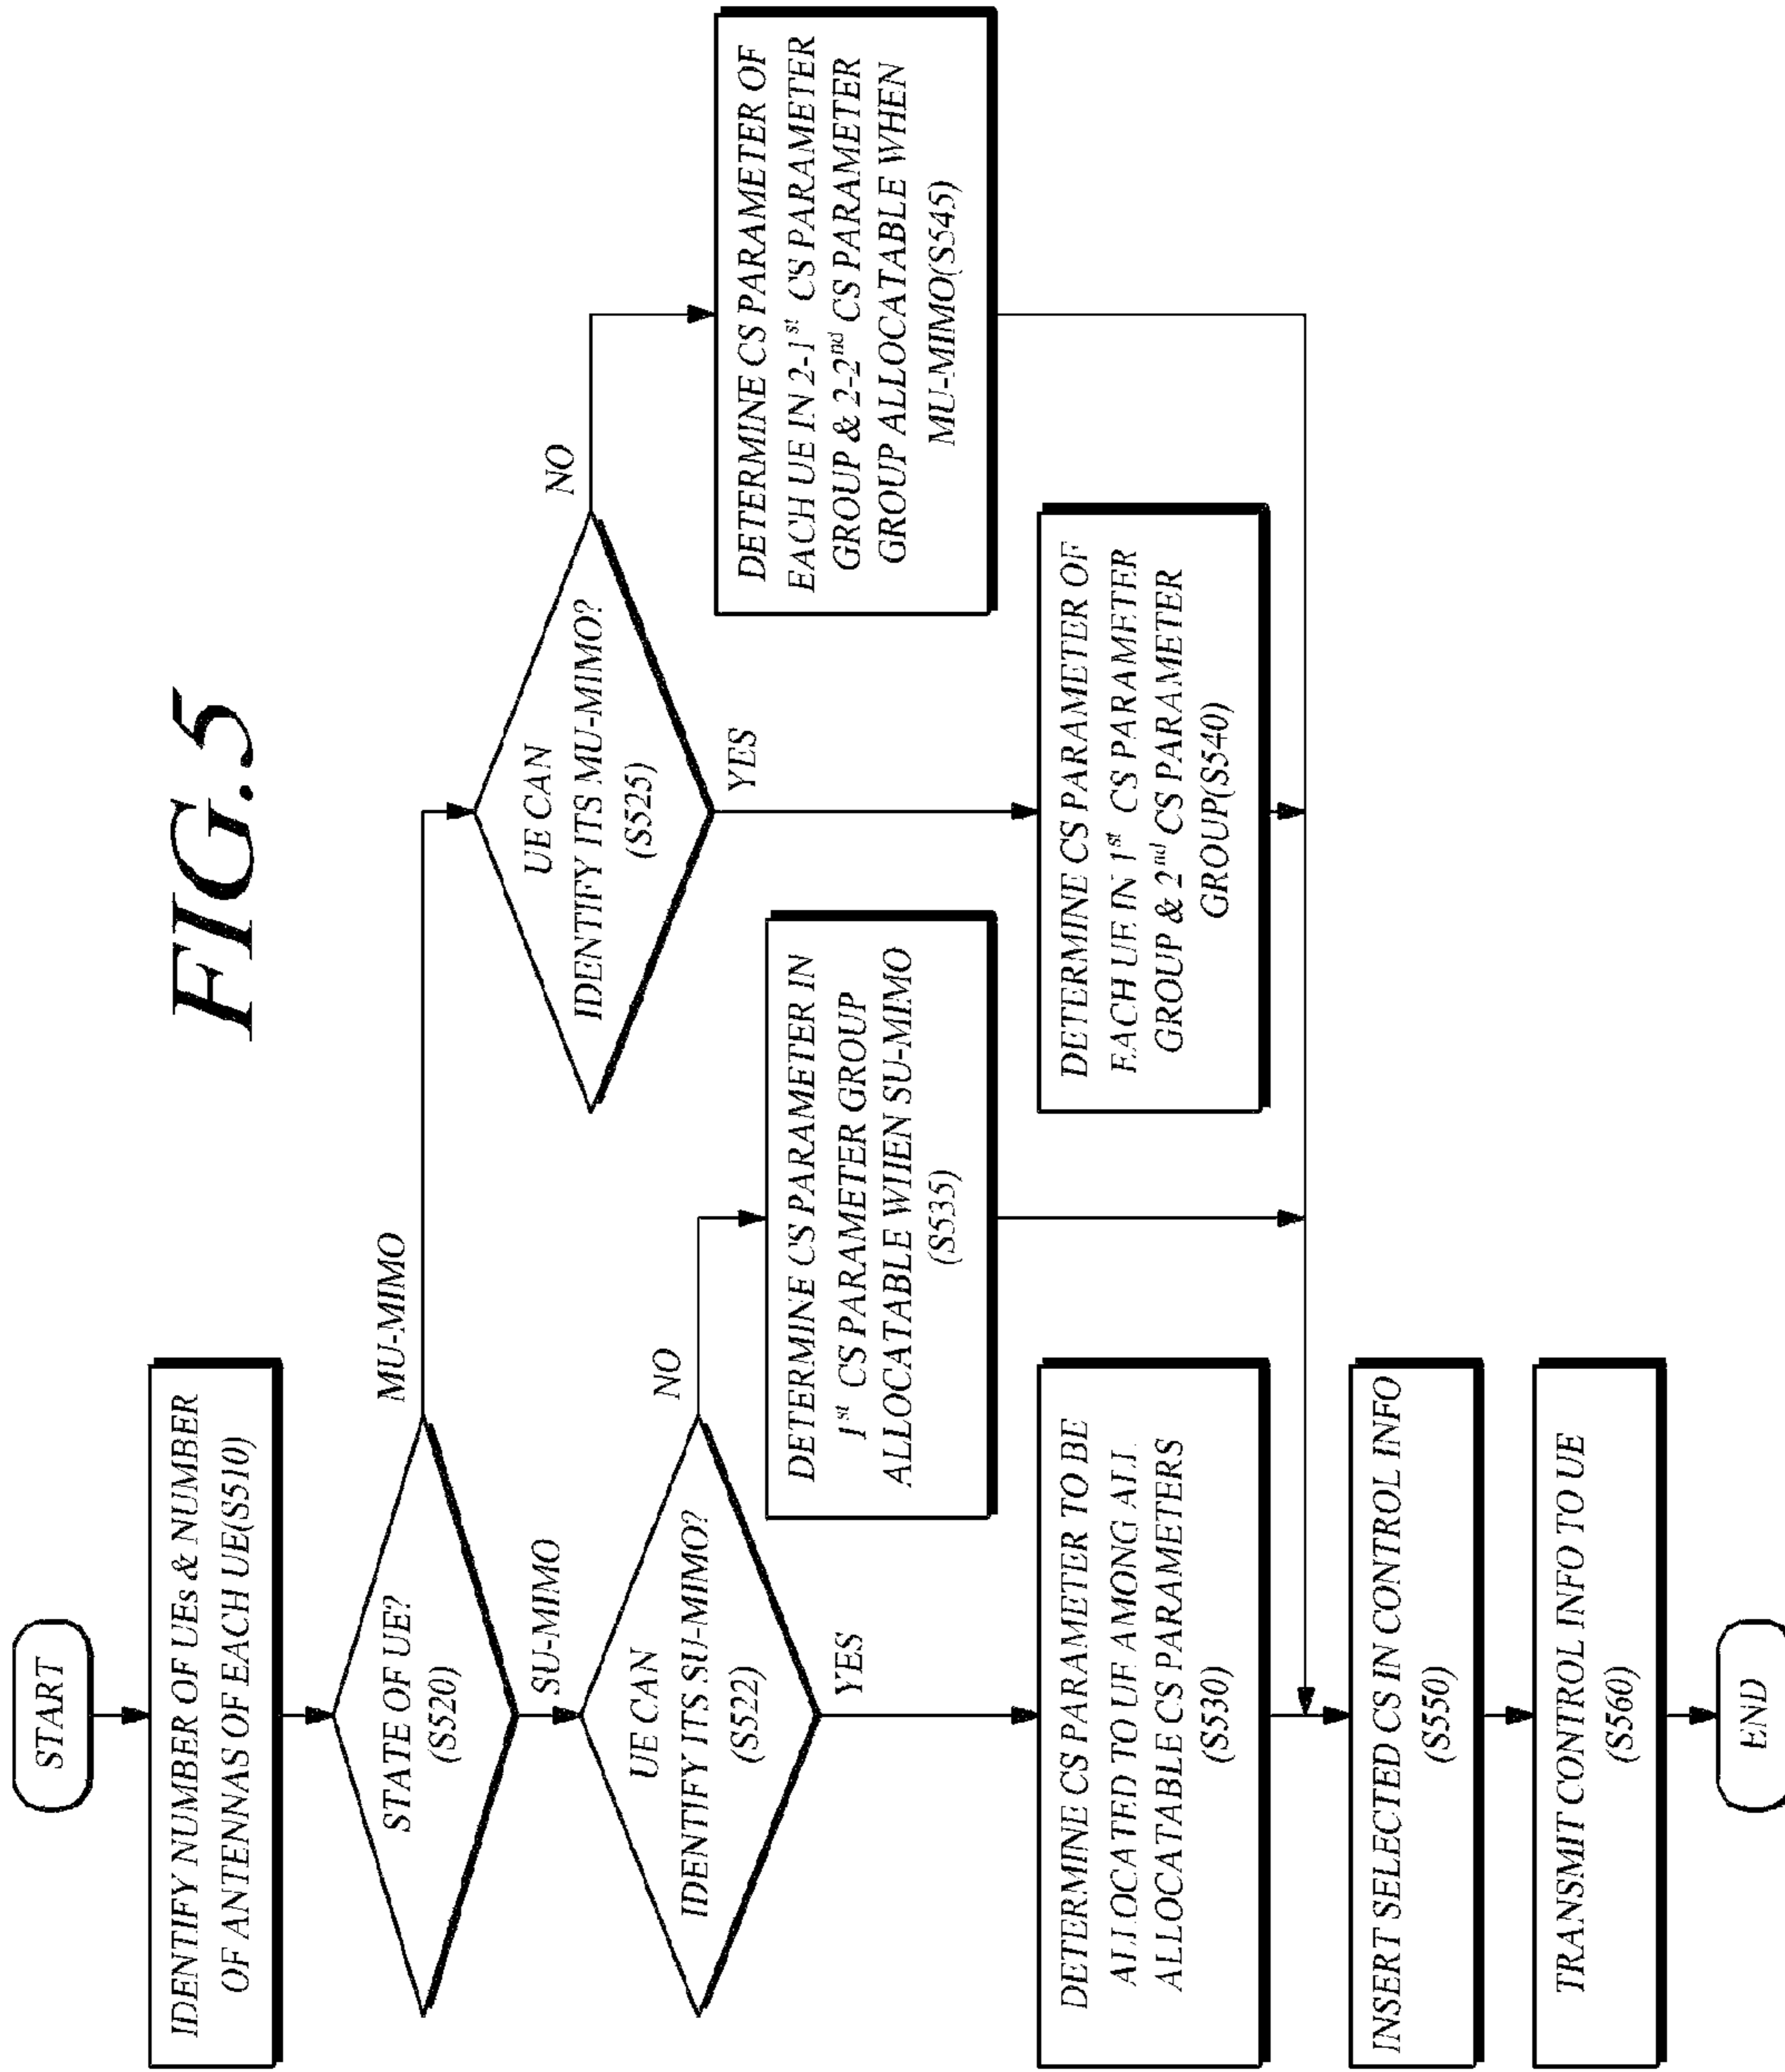 FIG.5
START
IDENTIFY NUMBER OF UEs & NUMBER
OF ANTENNAS OF EACH UE(S510)
STATE OF UE?
(S520)
MU-MIMO
SU-MIMO
UE CAN
IDENTIFY ITS SU-MIMO?
(S522)
NO
YES
UE CAN
IDENTIFY ITS MU-MIMO?
(S525)
NO
YES
DETERMINE CS PARAMETER TO BE
ALLOCATED TO UE AMONG ALL
ALLOCATABLE CS PARAMETERS
(S530)
DETERMINE CS PARAMETER IN
1st CS PARAMETER GROUP
ALLOCATABLE WHEN SU-MIMO
(S535)
DETERMINE CS PARAMETER OF
EACH UE IN 1st CS PARAMETER
GROUP & 2nd CS PARAMETER
GROUP(S540)
DETERMINE CS PARAMETER OF
EACH UE IN 2-1st CS PARAMETER
GROUP & 2-2nd CS PARAMETER
GROUP ALLOCATABLE WHEN
MU-MIMO(S545)
INSERT SELECTED CS IN CONTROL INFO
(S550)
TRANSMIT CONTROL INFO TO UE
(S560)
END